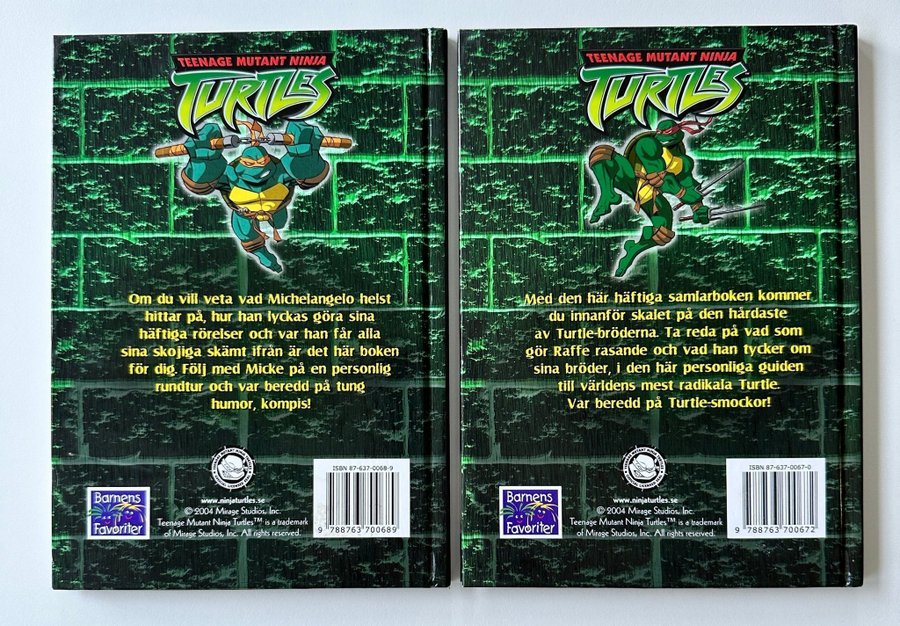 TEENAGE MUTANT NINJA
TURTLES
Om du vill veta vad Michelangelo helst
hittar på, hur han lyckas göra sina
häftiga rörelser och var han får alla
sina skojiga skämt ifrån är det här boken
för dig. Följ med Micke på en personlig
rundtur och var beredd på tung
humor, kompis!
ISBN 87-637-0068-9
Barnens
Favoriter
www.ninjaturtles.se
© 2004 Mirage Studios, Inc.
Teenage Mutant Ninja Turtles™ is a trademark
of Mirage Studios, Inc. All rights reserved.
9 788763 700689
TEENAGE MUTANT NINJA
TURTLES
Med den här häftiga samlarboken kommer
du innanför skalet på den hårdaste
av Turtle-bröderna. Ta reda på vad som
gör Raffe rasande och vad han tycker om
sina bröder, i den här personliga guiden
till världens mest radikala Turtle.
Var beredd på Turtle-smockor!
ISBN 87-637-0067-0
Barnens
Favoriter
www.ninjaturtles.se
© 2004 Mirage Studios, Inc.
Teenage Mutant Ninja Turtles™ is a trademark
of Mirage Studios, Inc. All rights reserved.
9 788763 700672